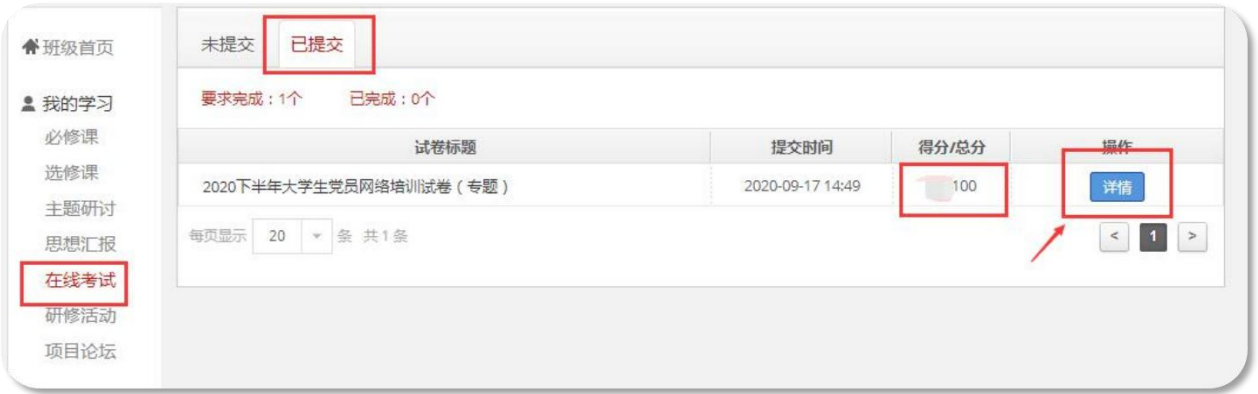 班级首页
我的学习
必修课
选修课
主题研讨
思想汇报
在线考试
研修活动
项目论坛
未提交 已提交
要求完成：1个 已完成：0个
试卷标题 提交时间 得分/总分 操作
2020下半年大学生党员网络培训试卷（专题） 2020-09-17 14:49 100 详情
每页显示 20 条 共1条 < 1 >